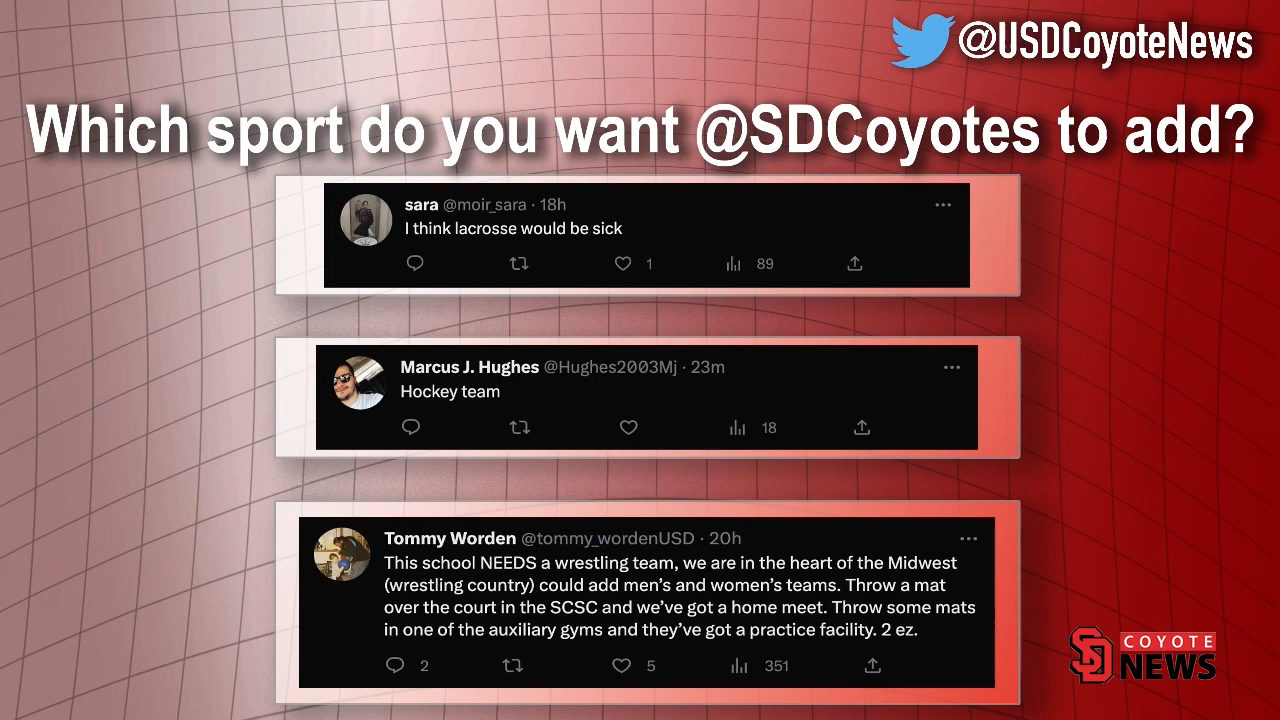 @USDCoyoteNews
Which sport do you want @SDCoyotes to add?
sara @moir_sara · 18h
I think lacrosse would be sick
1 89
Marcus J. Hughes @Hughes2003Mj · 23m
Hockey team
18
Tommy Worden @tommy_wordenUSD · 20h
This school NEEDS a wrestling team, we are in the heart of the Midwest
(wrestling country) could add men’s and women’s teams. Throw a mat
over the court in the SCSC and we’ve got a home meet. Throw some mats
in one of the auxiliary gyms and they’ve got a practice facility. 2 ez.
2 5 351
SD COYOTE
NEWS